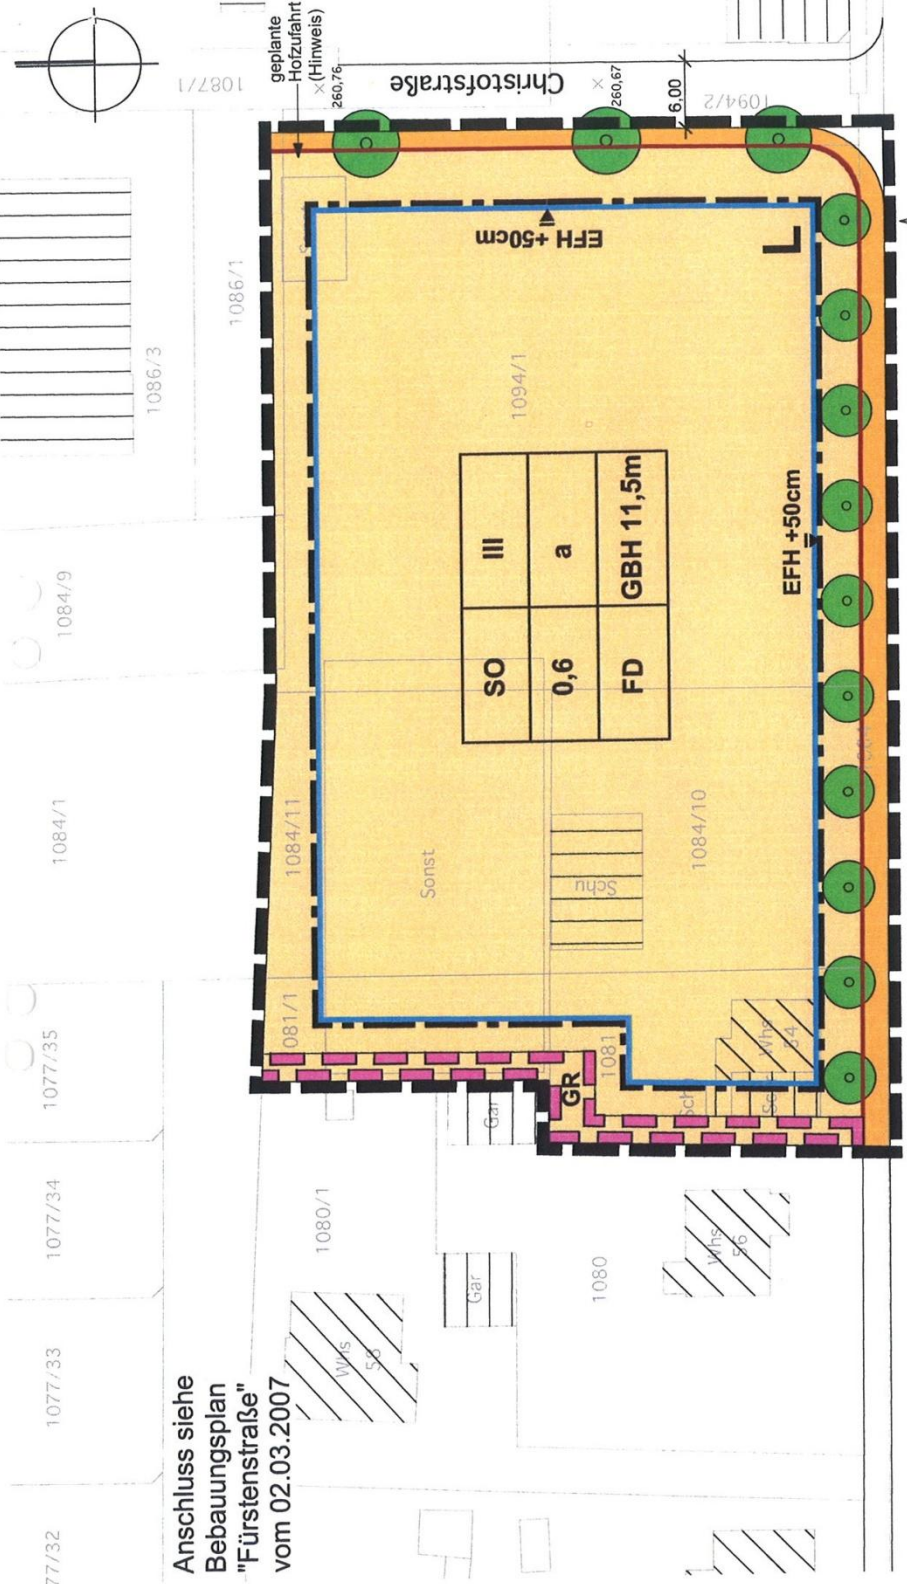 geplante
Hofzufahrt
(Hinweis)
260,76
Christofstraße
260,67
6,00
1087/1
1094/2
1086/1
1086/3
1084/9
1084/1
1084/11
1094/1
EFH +50cm
L
SO III
0,6 a
FD GBH 11,5m
EFH +50cm
Sonst
Schu
1084/10
081/1
1081
GR
Whs
54
Sch
Gar
1077/35
1077/34
1077/33
77/32
1080/1
Gar
1080
Whs
56
Whs
58
Anschluss siehe
Bebauungsplan
"Fürstenstraße"
vom 02.03.2007